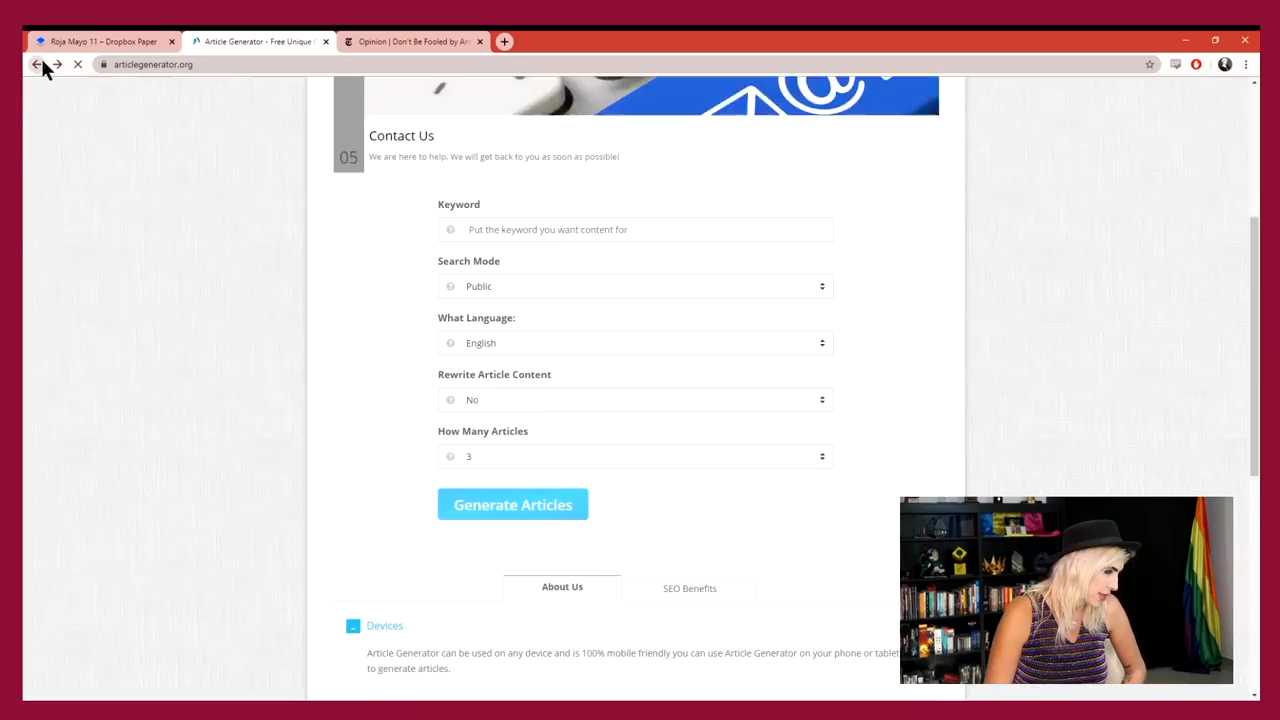 Roja Mayo 11 – Dropbox Paper
Article Generator - Free Unique
Opinion | Don't Be Fooled by Am
articlegenerator.org
Contact Us
05
We are here to help. We will get back to you as soon as possible!
Keyword
Put the keyword you want content for
Search Mode
Public
What Language:
English
Rewrite Article Content
No
How Many Articles
3
Generate Articles
About Us
SEO Benefits
Devices
Article Generator can be used on any device and is 100% mobile friendly you can use Article Generator on your phone or tablet
to generate articles.